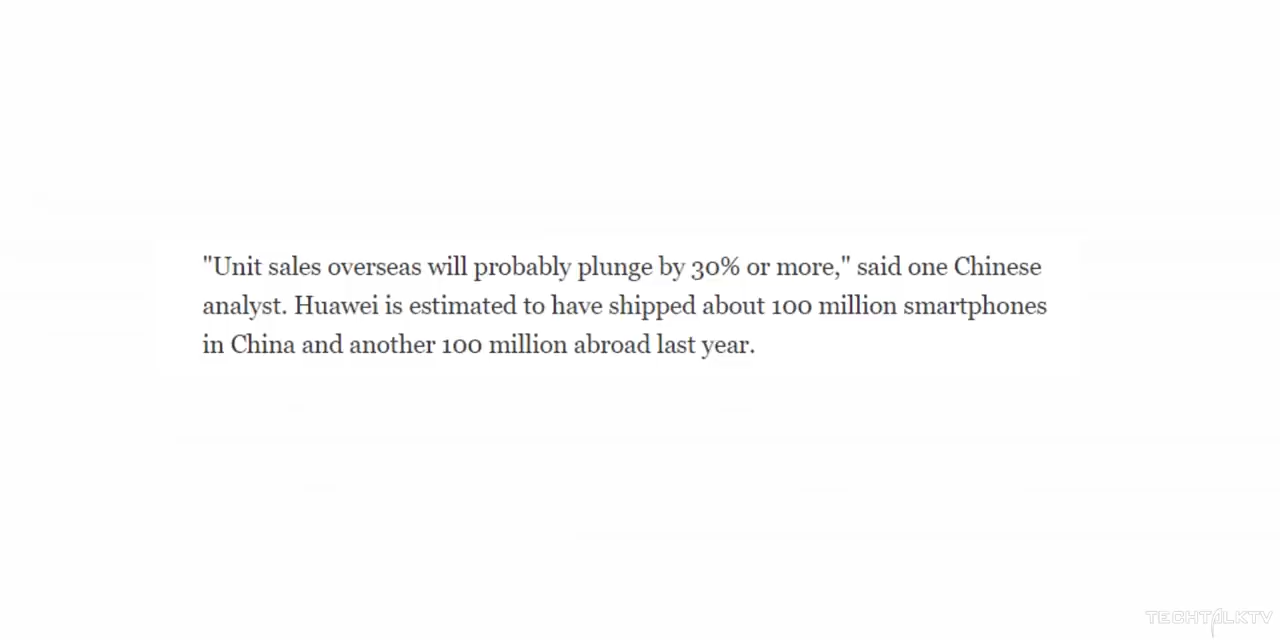 "Unit sales overseas will probably plunge by 30% or more," said one Chinese
analyst. Huawei is estimated to have shipped about 100 million smartphones
in China and another 100 million abroad last year.
TECHTALKTV